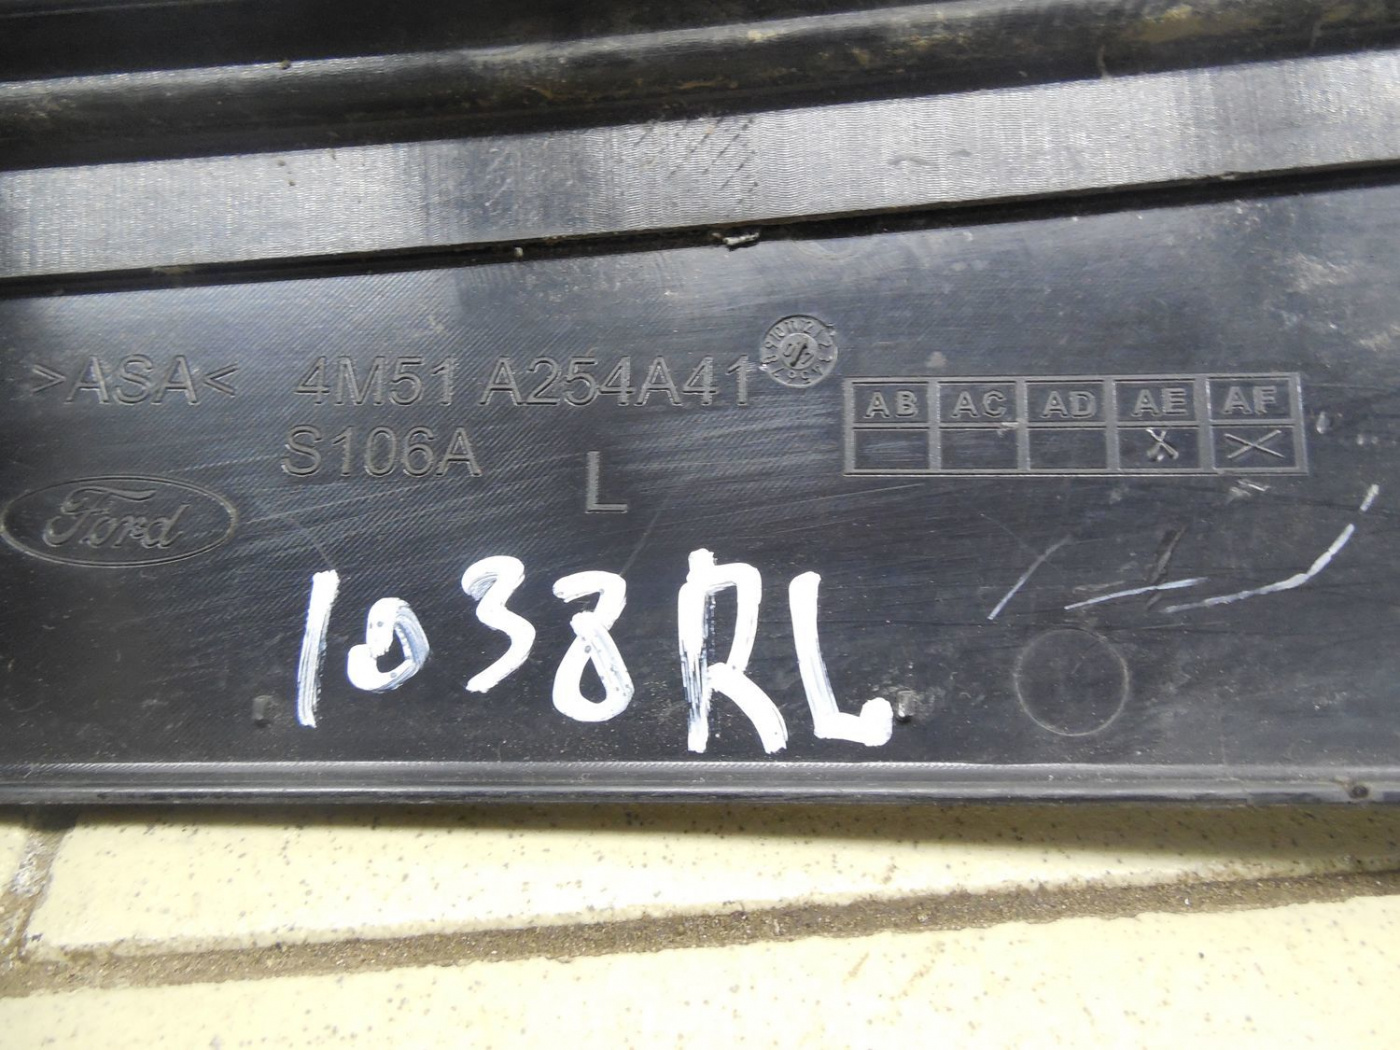 >ASA< 4M51 A254A41
S106A
L
AB AC AD AE AF
X X
Ford
1038RL